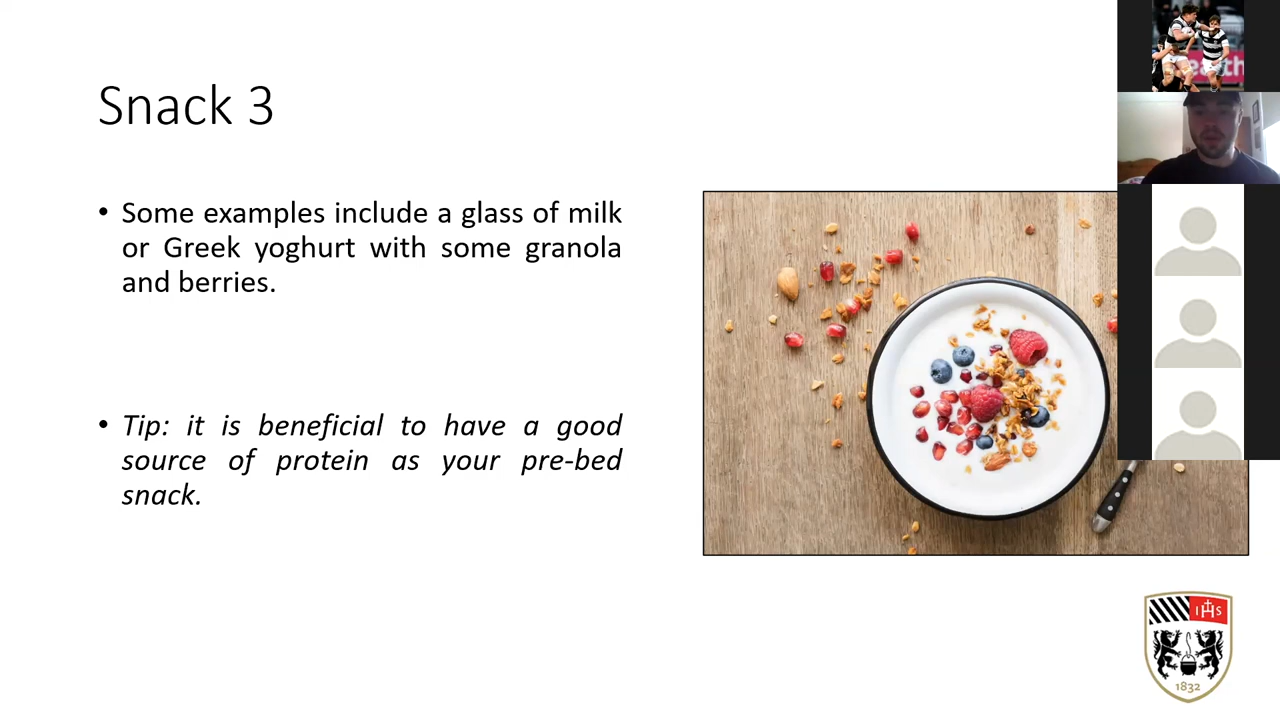 Snack 3
• Some examples include a glass of milk
or Greek yoghurt with some granola
and berries.
• Tip: it is beneficial to have a good
source of protein as your pre-bed
snack.
IHS
1832